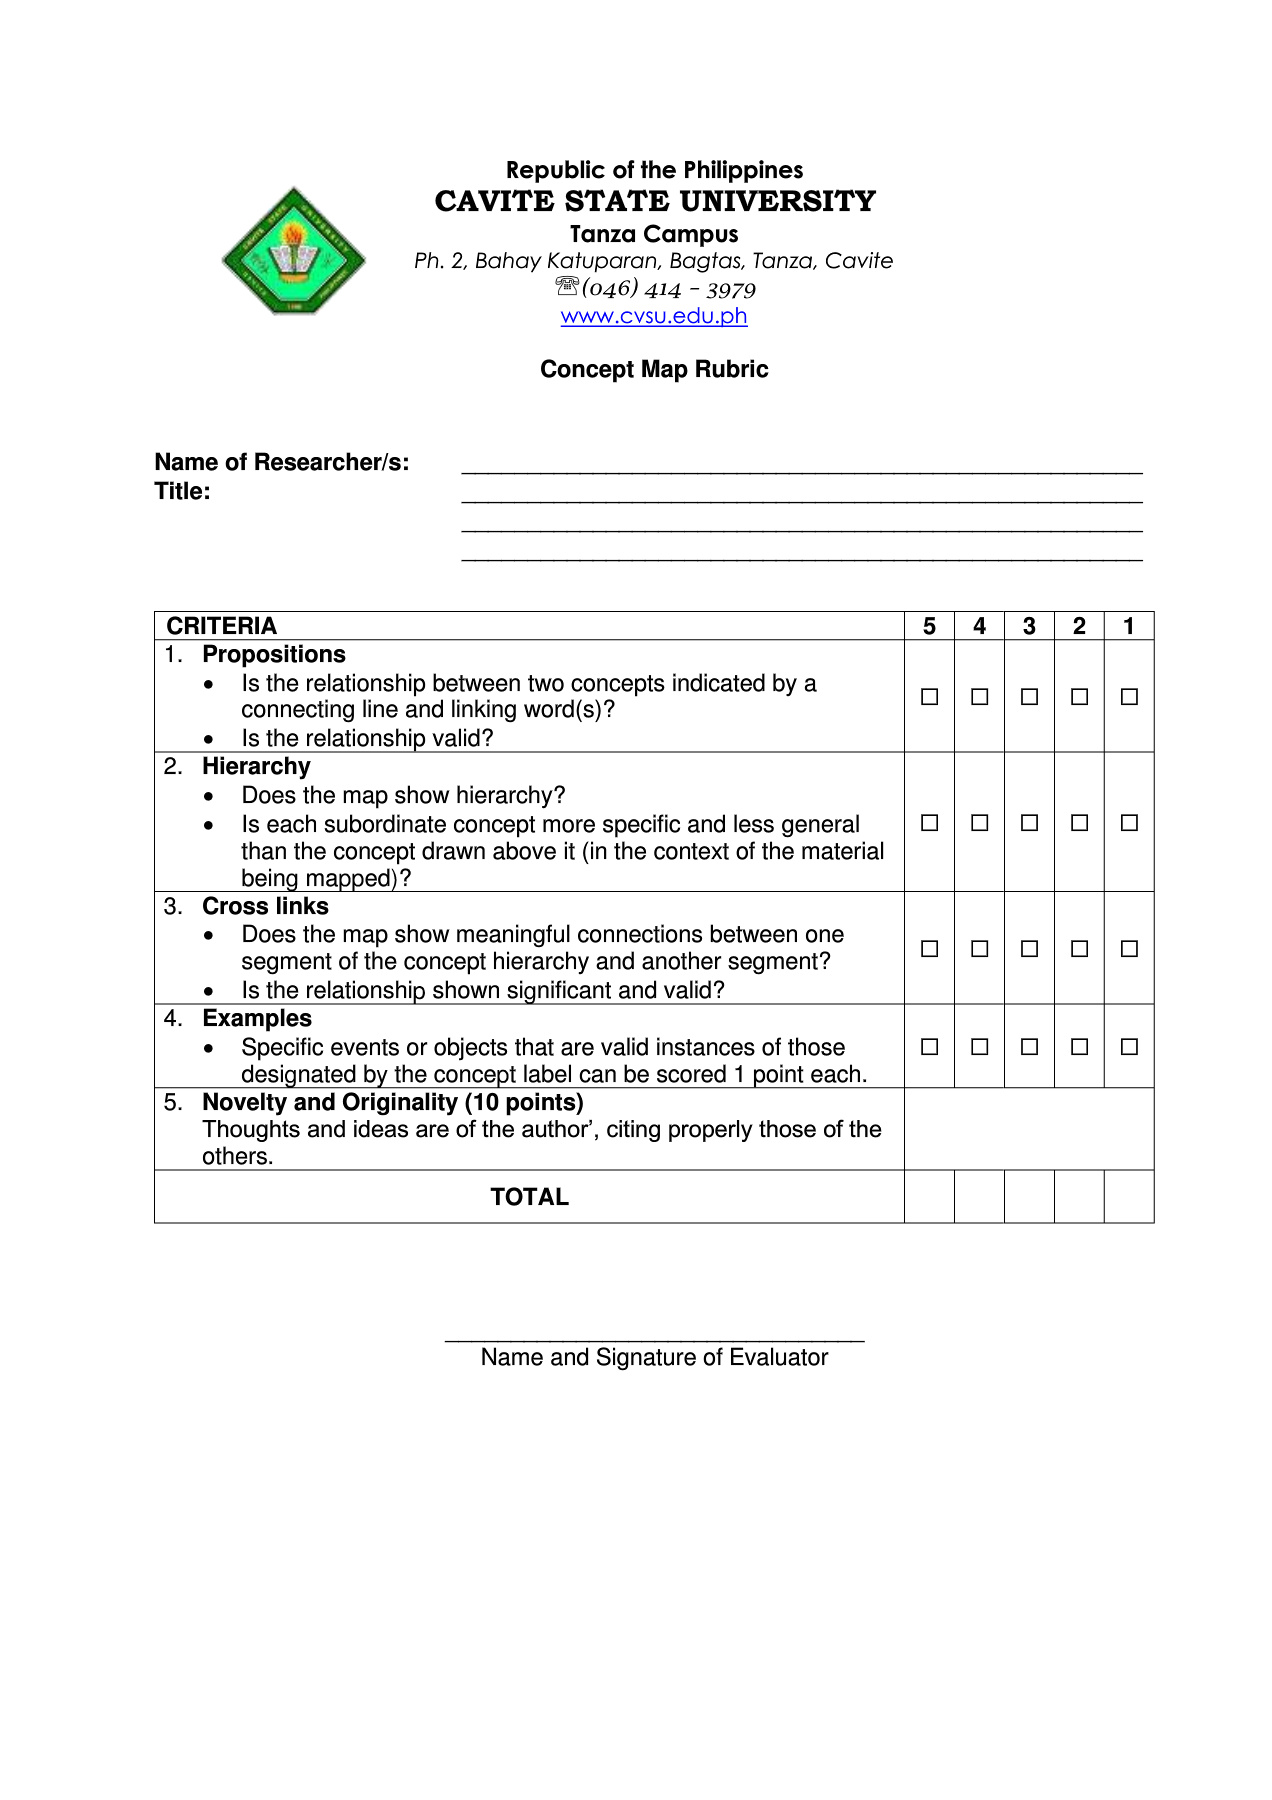 Republic of the Philippines
CAVITE STATE UNIVERSITY
Tanza Campus
Ph. 2, Bahay Katuparan, Bagtas, Tanza, Cavite
☏(046) 414 - 3979
www.cvsu.edu.ph
Concept Map Rubric
Name of Researcher/s:
Title:
CRITERIA 5 4 3 2 1
1. Propositions
• Is the relationship between two concepts indicated by a
connecting line and linking word(s)?
• Is the relationship valid?
☐ ☐ ☐ ☐ ☐
2. Hierarchy
• Does the map show hierarchy?
• Is each subordinate concept more specific and less general
than the concept drawn above it (in the context of the material
being mapped)?
☐ ☐ ☐ ☐ ☐
3. Cross links
• Does the map show meaningful connections between one
segment of the concept hierarchy and another segment?
• Is the relationship shown significant and valid?
☐ ☐ ☐ ☐ ☐
4. Examples
• Specific events or objects that are valid instances of those
designated by the concept label can be scored 1 point each.
☐ ☐ ☐ ☐ ☐
5. Novelty and Originality (10 points)
Thoughts and ideas are of the author’, citing properly those of the
others.
TOTAL
Name and Signature of Evaluator